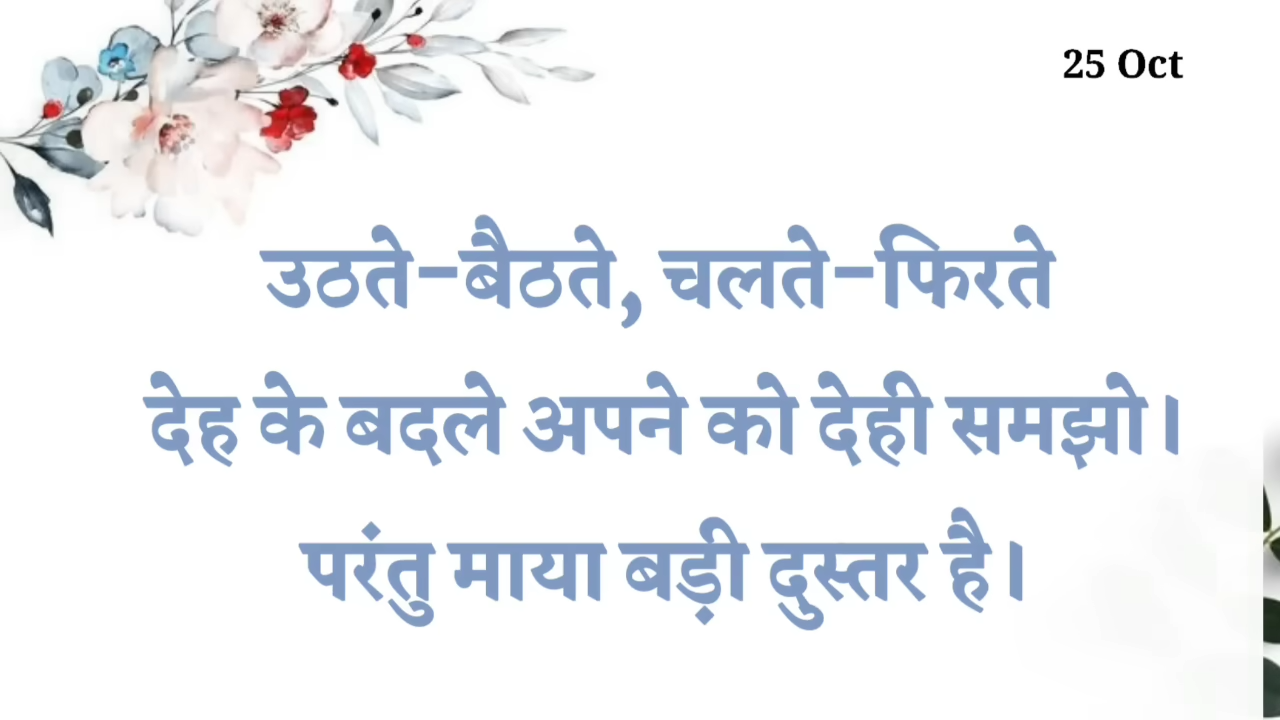 25 Oct
उठते-बैठते, चलते-फिरते
देह के बदले अपने को देही समझो।
परंतु माया बड़ी दुस्तर है।